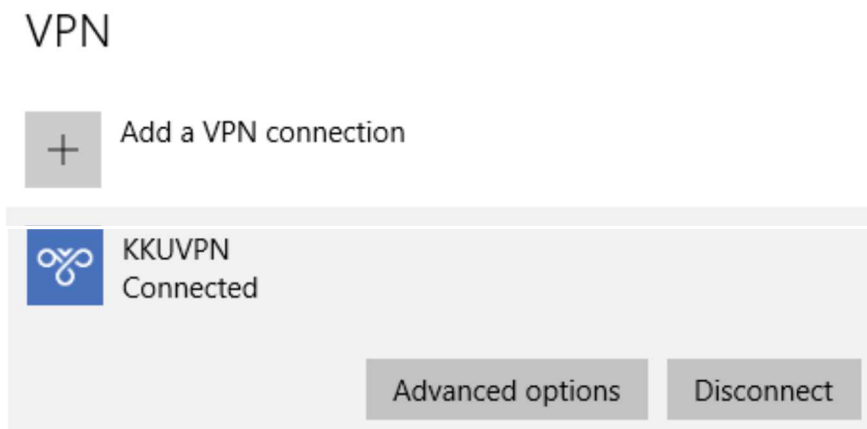 VPN
Add a VPN connection
KKUVPN
Connected
Advanced options
Disconnect